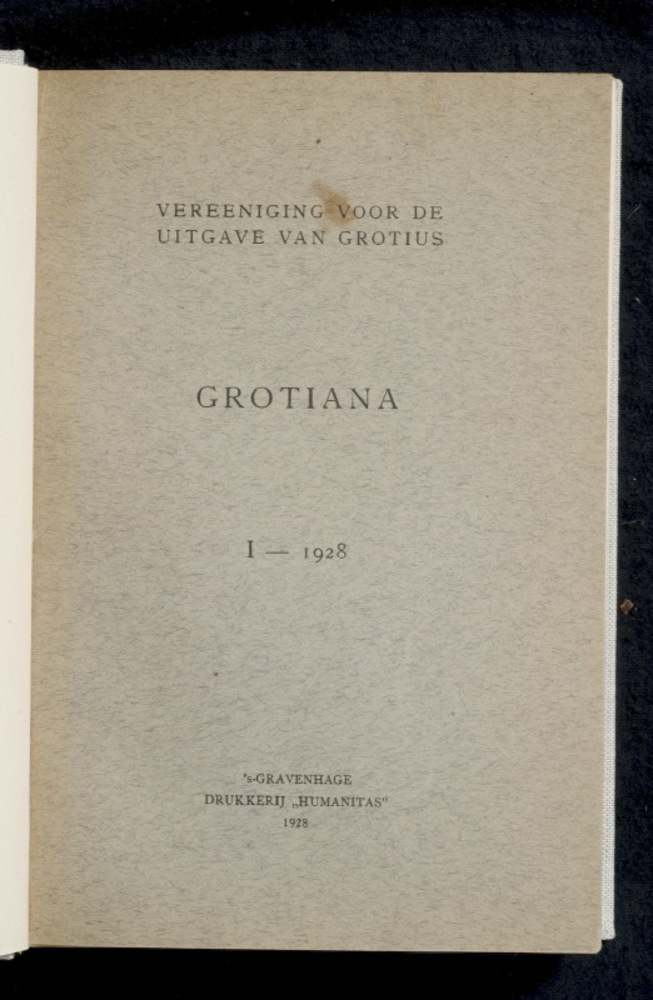 VEREENIGING VOOR DE
UITGAVE VAN GROTIUS
GROTIANA
I — 1928
's-GRAVENHAGE
DRUKKERIJ „HUMANITAS"
1928